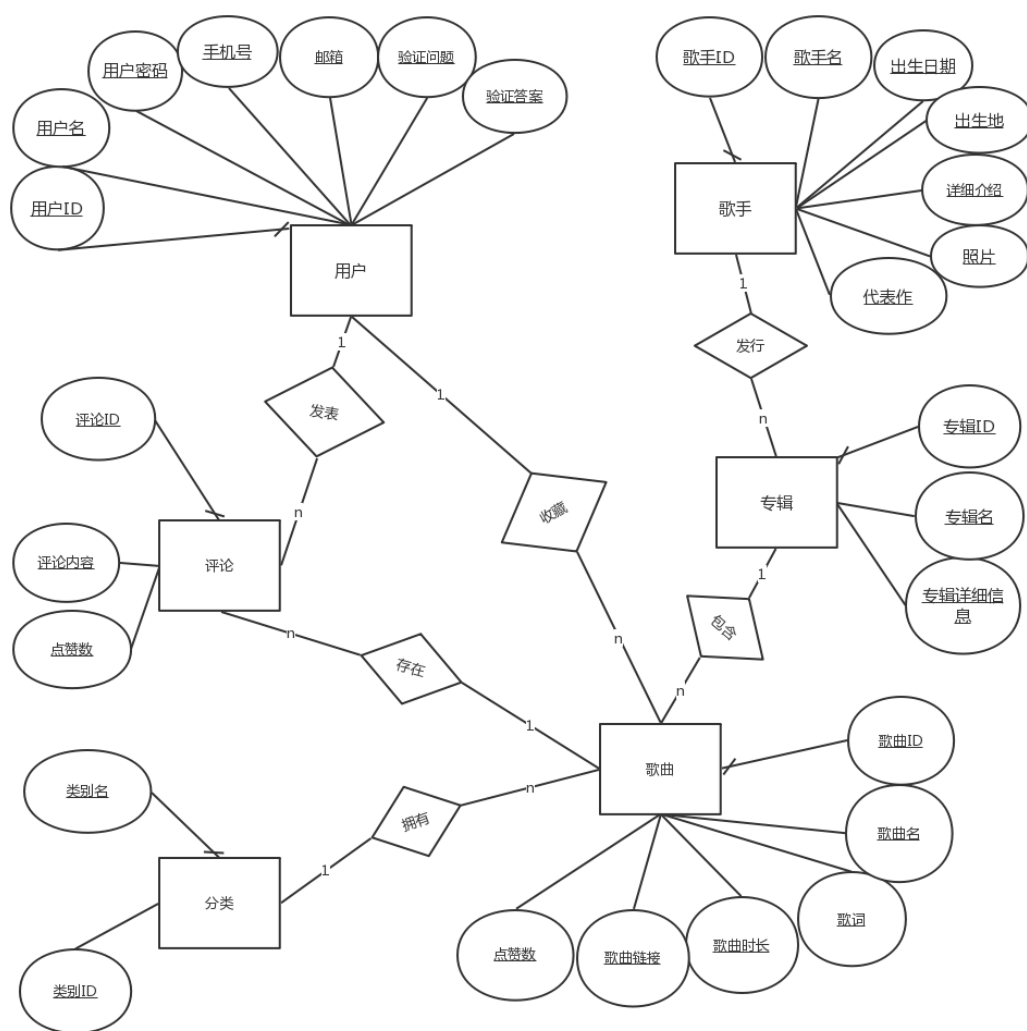 手机号
邮箱
验证问题
歌手ID
歌手名
出生日期
用户密码
验证答案
用户名
出生地
用户ID
歌手
详细介绍
用户
照片
代表作
1
1
发行
1
发表
评论ID
n
专辑ID
收藏
专辑
n
专辑名
评论内容
评论
1
专辑详细信
息
包含
点赞数
n
n
存在
n
1
歌曲ID
歌曲
类别名
n
拥有
歌曲名
1
分类
歌词
点赞数
歌曲链接
歌曲时长
类别ID